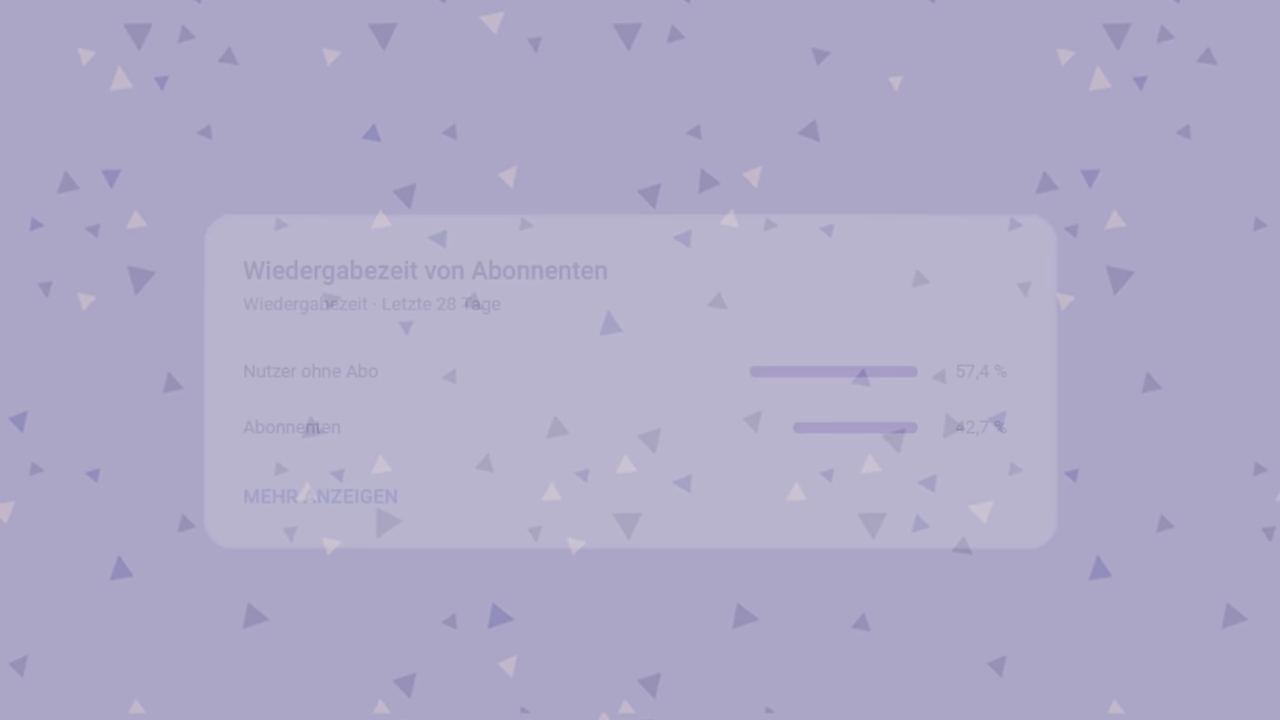 Wiedergabezeit von Abonnenten
Wiedergabezeit · Letzte 28 Tage
Nutzer ohne Abo 57,4 %
Abonnenten 42,7 %
MEHR ANZEIGEN